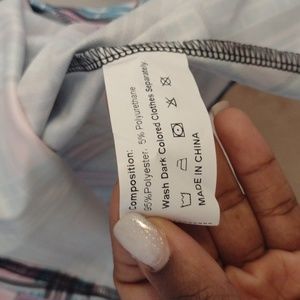 Composition:
95%Polyester, 5% Polyurethane
Wash Dark Colored Clothes Separately.
MADE IN CHINA